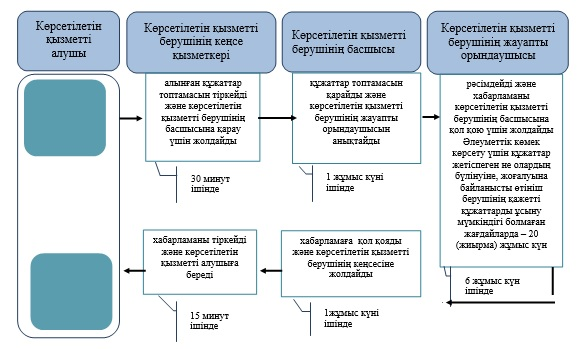 Көрсетілетін
қызметті
алушы
Көрсетілетін қызметті
берушінің кеңсе
қызметкері
Көрсетілетін қызметті
берушінің басшысы
Көрсетілетін қызметті
берушінің жауапты
орындаушысы
алынған құжаттар
топтамасын тіркейді
және көрсетілетін
қызметті берушінің
басшысына қарау
үшін жолдайды
30 минут
ішінде
құжаттар топтамасын
қарайды және
көрсетілетін қызметті
берушінің жауапты
орындаушысын
анықтайды
1 жұмыс күні
ішінде
рәсімдейді және
хабарламаны
көрсетілетін қызметті
берушінің басшысына
қол қою үшін жолдайды
Әлеуметтік көмек
көрсету үшін құжаттар
жетіспеген не олардың
бүлінуіне, жоғалуына
байланысты өтініш
берушінің қажетті
құжаттарды ұсыну
мүмкіндігі болмаған
жағдайларда – 20
(жиырма) жұмыс күн
6 жұмыс күн
ішінде
хабарламаға қол қояды
және көрсетілетін қызметті
берушінің кеңсесіне
жолдайды
1жұмыс күні
ішінде
хабарламаны тіркейді
және көрсетілетін
қызметті алушыға
береді
15 минут
ішінде